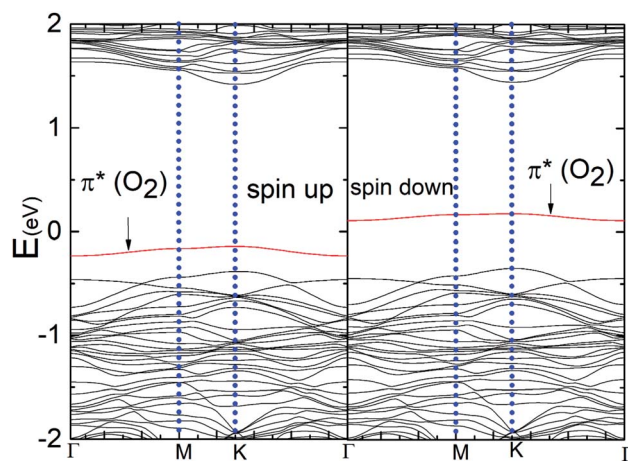 2
1
0
-1
-2
E(eV)
π* (O2)
spin up
spin down
π* (O2)
Γ
M
K
Γ
M
K
Γ